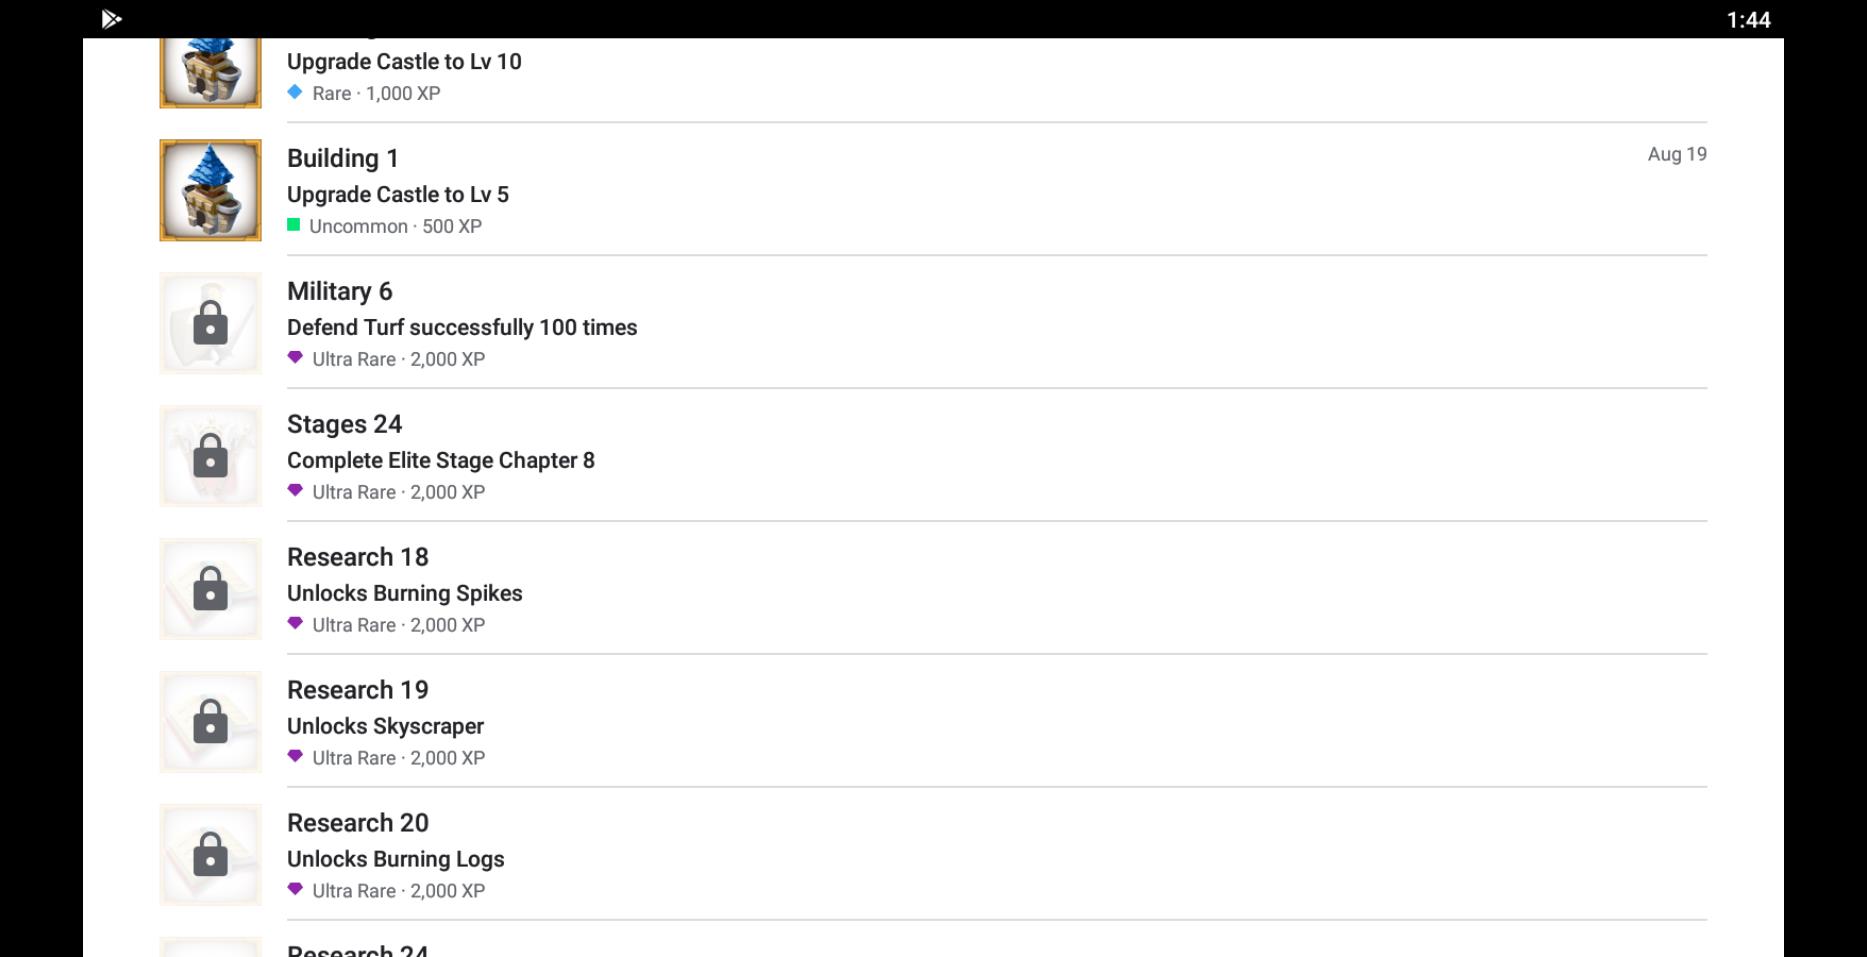 1:44
Upgrade Castle to Lv 10
Rare · 1,000 XP
Building 1
Aug 19
Upgrade Castle to Lv 5
Uncommon · 500 XP
Military 6
Defend Turf successfully 100 times
Ultra Rare · 2,000 XP
Stages 24
Complete Elite Stage Chapter 8
Ultra Rare · 2,000 XP
Research 18
Unlocks Burning Spikes
Ultra Rare · 2,000 XP
Research 19
Unlocks Skyscraper
Ultra Rare · 2,000 XP
Research 20
Unlocks Burning Logs
Ultra Rare · 2,000 XP
Research 24